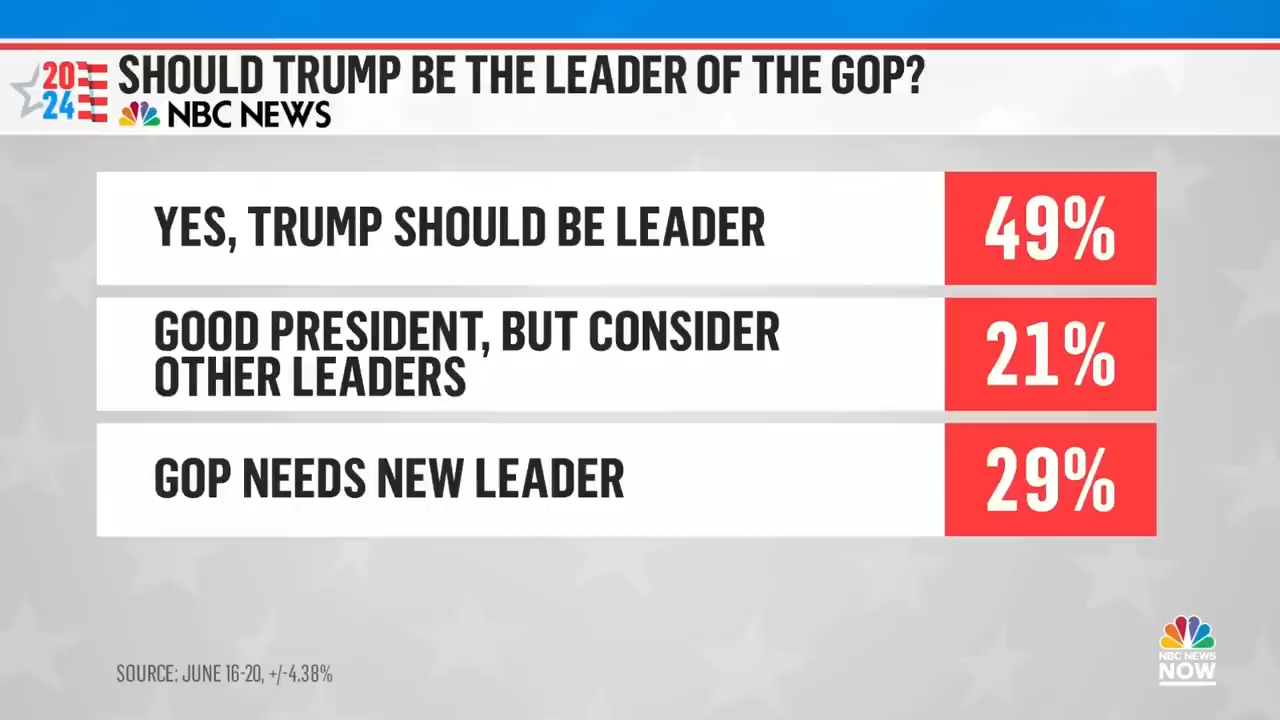 2024
SHOULD TRUMP BE THE LEADER OF THE GOP?
NBC NEWS
YES, TRUMP SHOULD BE LEADER 49%
GOOD PRESIDENT, BUT CONSIDER
OTHER LEADERS 21%
GOP NEEDS NEW LEADER 29%
SOURCE: JUNE 16-20, +/-4.38%
NBC NEWS
NOW